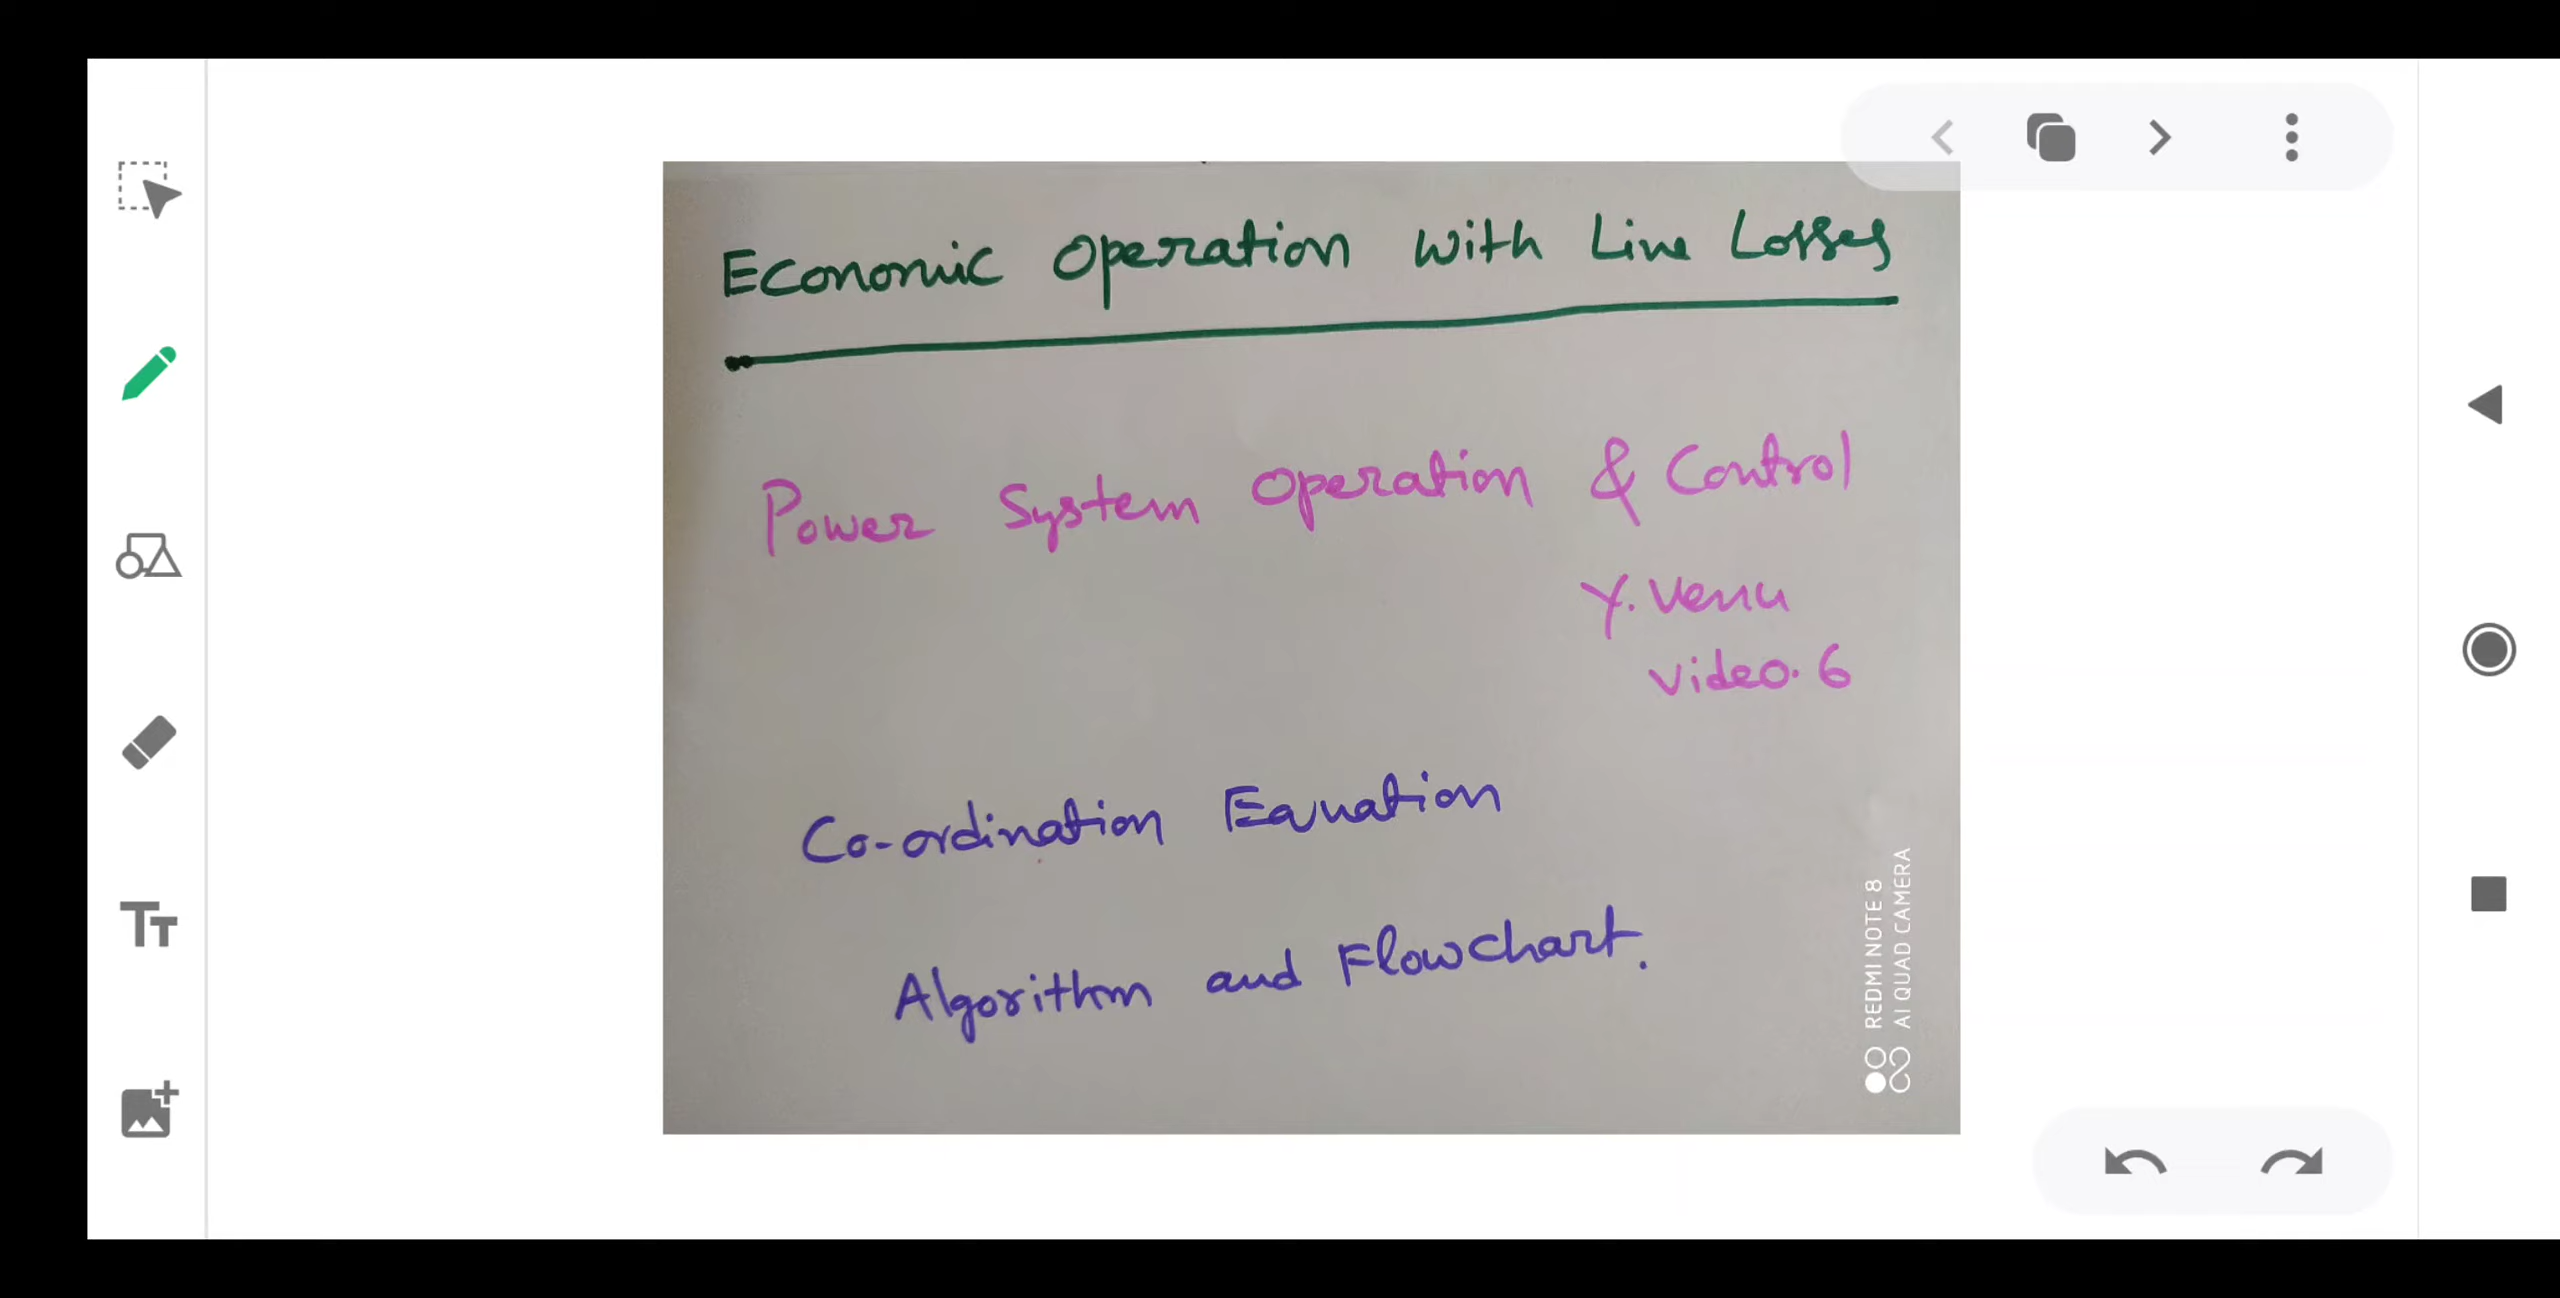 Economic Operation with Line Losses
Power System Operation & Control
Y. Venu
Video. 6
Co-ordination Equation
Algorithm and Flowchart.
REDMI NOTE 8
AI QUAD CAMERA
Tt